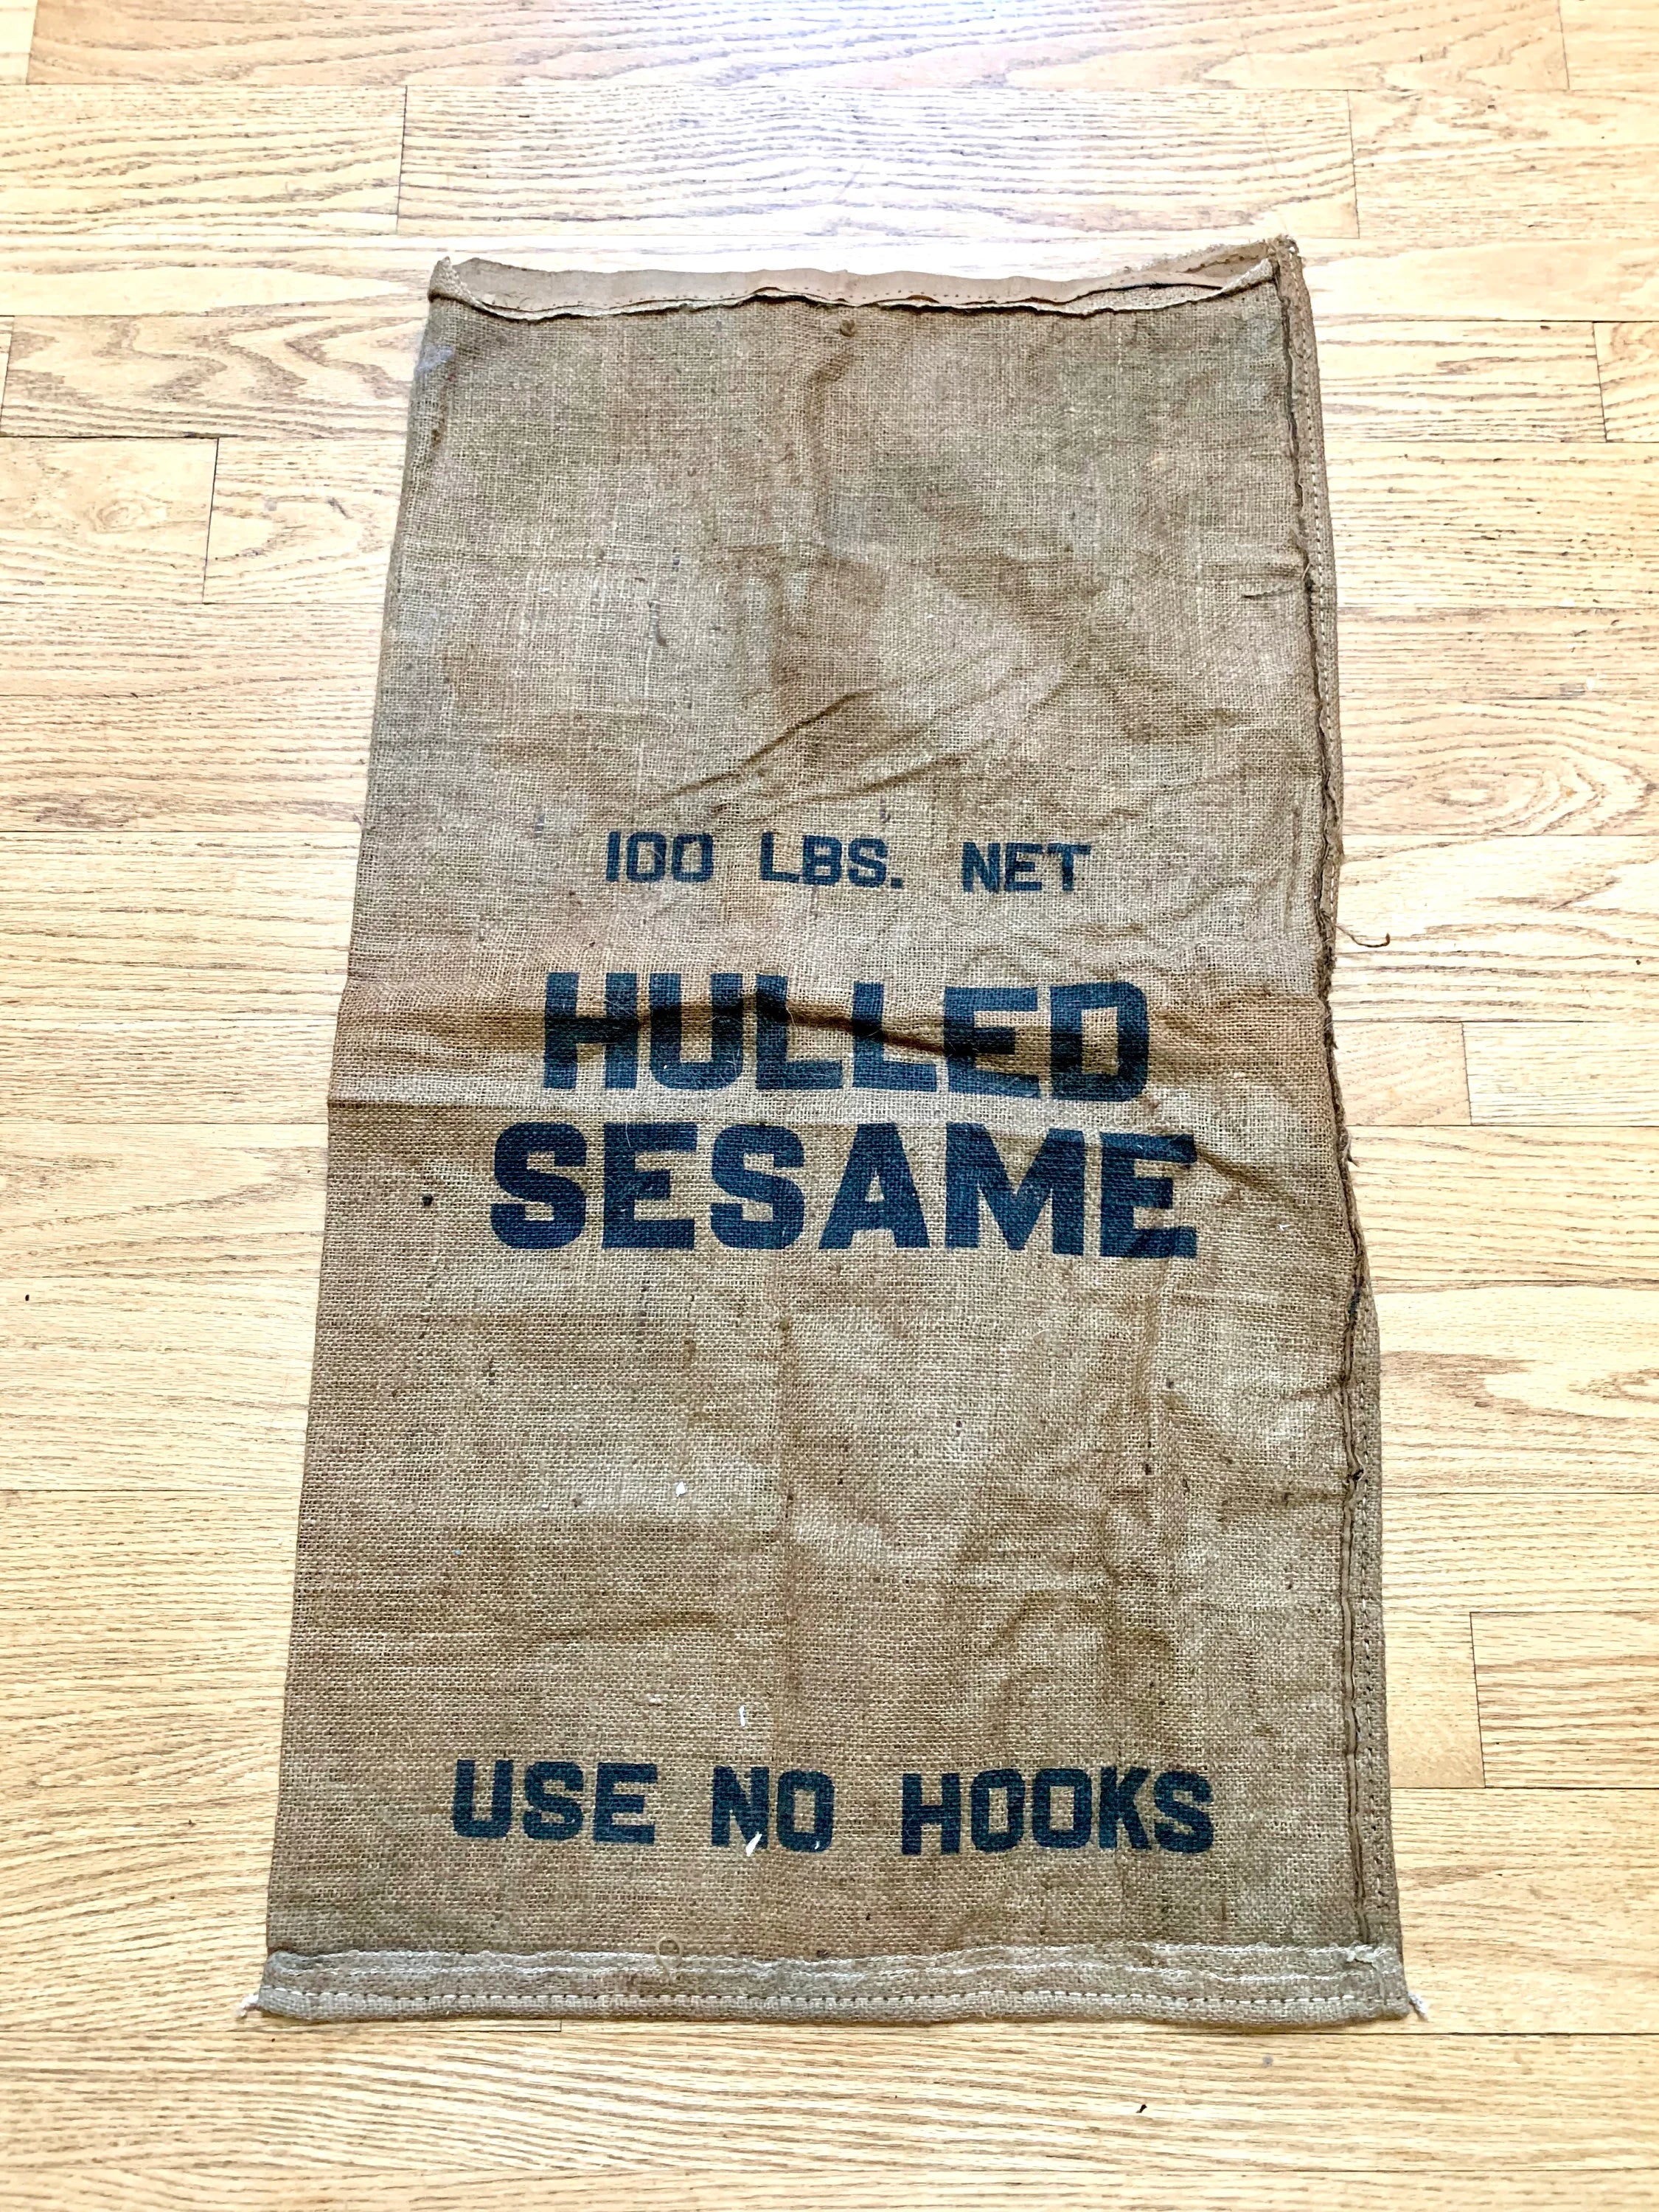 100 LBS. NET
HULLED
SESAME
USE NO HOOKS